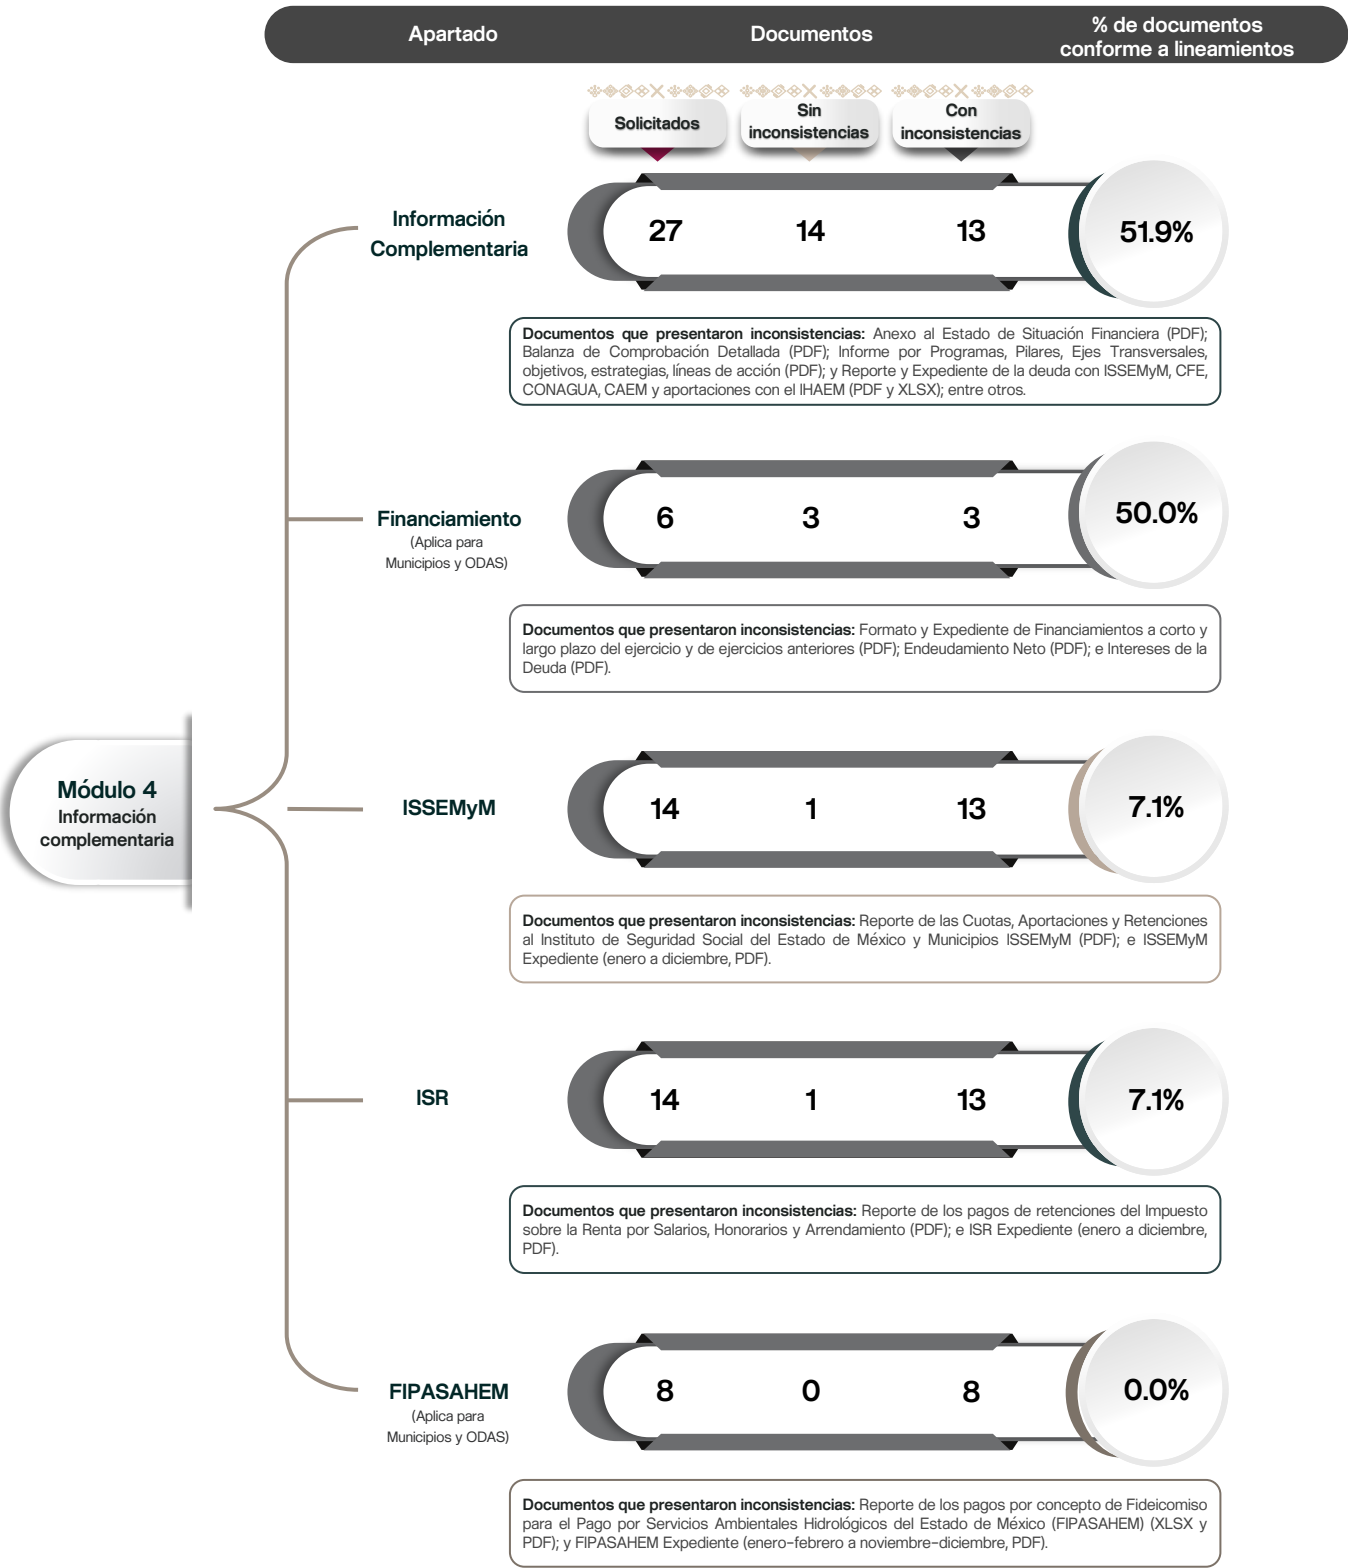 Apartado
Documentos
% de documentos
conforme a lineamientos
Solicitados
Sin
inconsistencias
Con
inconsistencias
Módulo 4
Información
complementaria
Información
Complementaria
27
14
13
51.9%
Documentos que presentaron inconsistencias: Anexo al Estado de Situación Financiera (PDF);
Balanza de Comprobación Detallada (PDF); Informe por Programas, Pilares, Ejes Transversales,
objetivos, estrategias, líneas de acción (PDF); y Reporte y Expediente de la deuda con ISSEMyM, CFE,
CONAGUA, CAEM y aportaciones con el IHAEM (PDF y XLSX); entre otros.
Financiamiento
(Aplica para
Municipios y ODAS)
6
3
3
50.0%
Documentos que presentaron inconsistencias: Formato y Expediente de Financiamientos a corto y
largo plazo del ejercicio y de ejercicios anteriores (PDF); Endeudamiento Neto (PDF); e Intereses de la
Deuda (PDF).
ISSEMyM
14
1
13
7.1%
Documentos que presentaron inconsistencias: Reporte de las Cuotas, Aportaciones y Retenciones
al Instituto de Seguridad Social del Estado de México y Municipios ISSEMyM (PDF); e ISSEMyM
Expediente (enero a diciembre, PDF).
ISR
14
1
13
7.1%
Documentos que presentaron inconsistencias: Reporte de los pagos de retenciones del Impuesto
sobre la Renta por Salarios, Honorarios y Arrendamiento (PDF); e ISR Expediente (enero a diciembre,
PDF).
FIPASAHEM
(Aplica para
Municipios y ODAS)
8
0
8
0.0%
Documentos que presentaron inconsistencias: Reporte de los pagos por concepto de Fideicomiso
para el Pago por Servicios Ambientales Hidrológicos del Estado de México (FIPASAHEM) (XLSX y
PDF); y FIPASAHEM Expediente (enero-febrero a noviembre-diciembre, PDF).